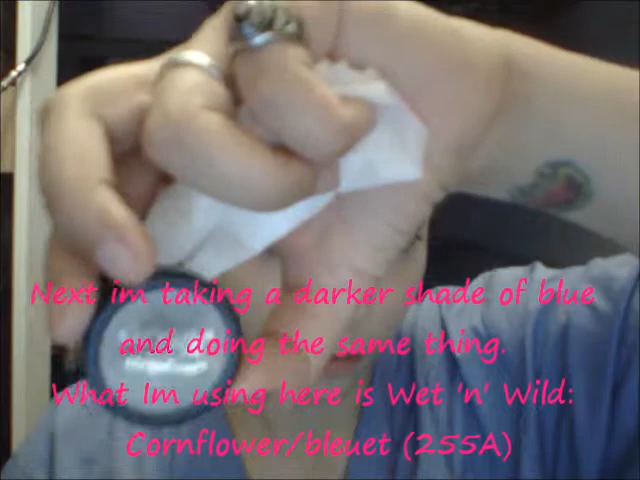 Next im taking a darker shade of blue
and doing the same thing.
What Im using here is Wet 'n' Wild:
Cornflower/bleuet (255A)